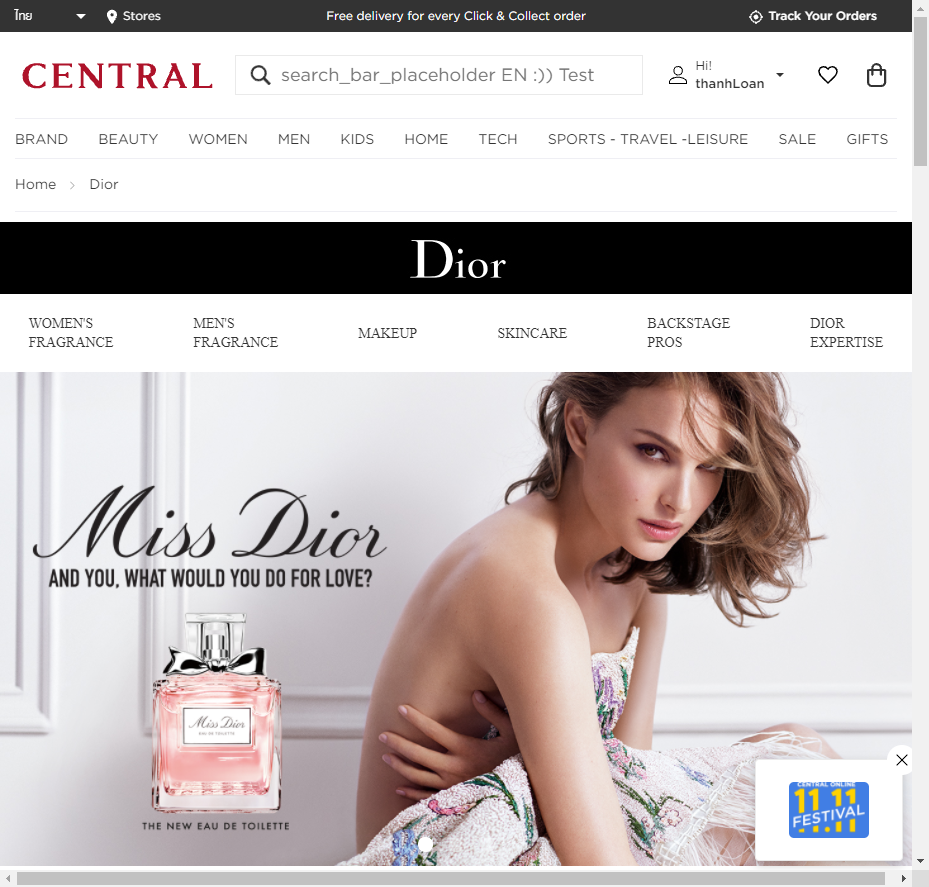 ไทย
Stores
Free delivery for every Click & Collect order
Track Your Orders
CENTRAL
search_bar_placeholder EN :)) Test
Hi!
thanhLoan
BRAND BEAUTY WOMEN MEN KIDS HOME TECH SPORTS - TRAVEL -LEISURE SALE GIFTS
Home > Dior
Dior
WOMEN'S
FRAGRANCE
MEN'S
FRAGRANCE
MAKEUP
SKINCARE
BACKSTAGE
PROS
DIOR
EXPERTISE
Miss Dior
AND YOU, WHAT WOULD YOU DO FOR LOVE?
Miss Dior
EAU DE TOILETTE
THE NEW EAU DE TOILETTE
CENTRAL ONLINE
11.11
FESTIVAL
11.11